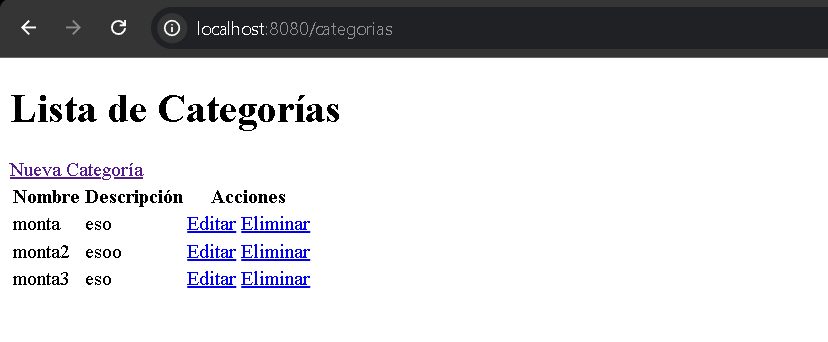 localhost:8080/categorias
Lista de Categorías
Nueva Categoría
Nombre Descripción Acciones
monta eso Editar Eliminar
monta2 esoo Editar Eliminar
monta3 eso Editar Eliminar